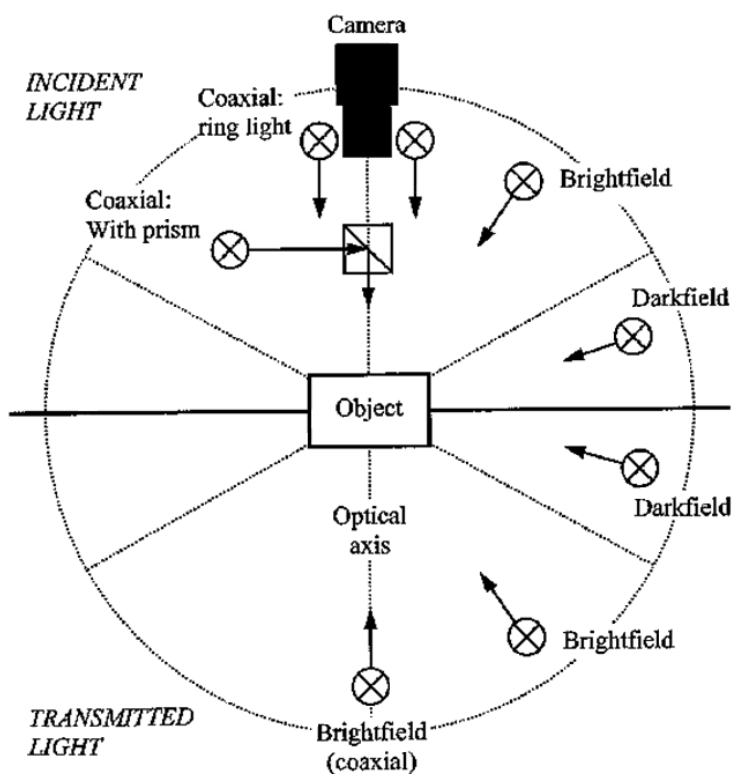 Camera
INCIDENT
LIGHT
Coaxial:
ring light
Brightfield
Coaxial:
With prism
Darkfield
Object
Darkfield
Optical
axis
Brightfield
TRANSMITTED
LIGHT
Brightfield
(coaxial)